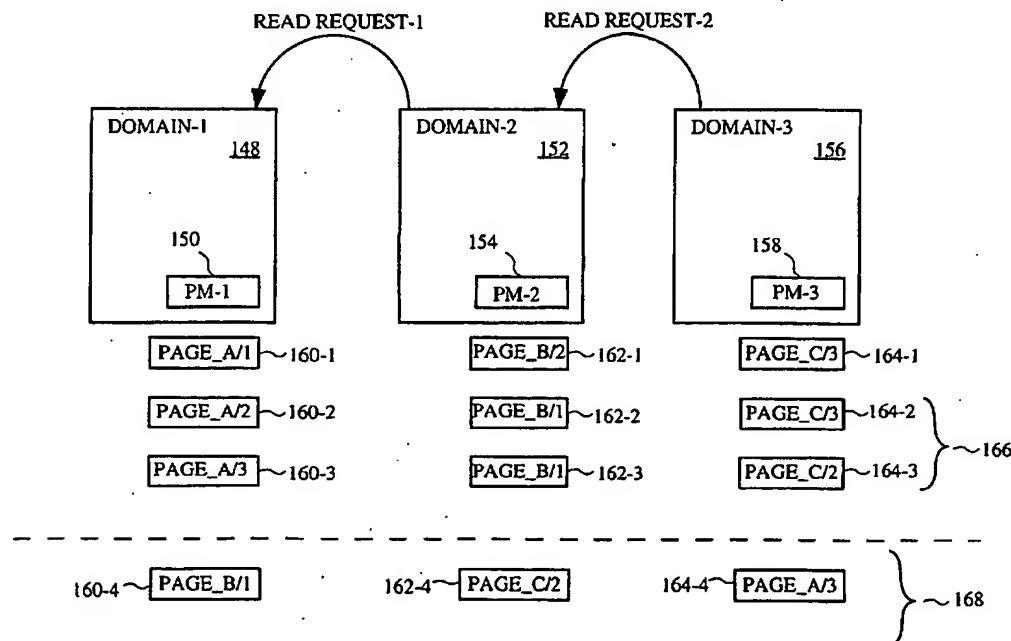 READ REQUEST-1 READ REQUEST-2
DOMAIN-1 DOMAIN-2 DOMAIN-3
148 152 156
150 154 158
PM-1 PM-2 PM-3
PAGE_A/1 160-1 PAGE_B/2 162-1 PAGE_C/3 164-1
PAGE_A/2 160-2 PAGE_B/1 162-2 PAGE_C/3 164-2
166
PAGE_A/3 160-3 PAGE_B/1 162-3 PAGE_C/2 164-3
160-4 PAGE_B/1 162-4 PAGE_C/2 164-4 PAGE_A/3 168